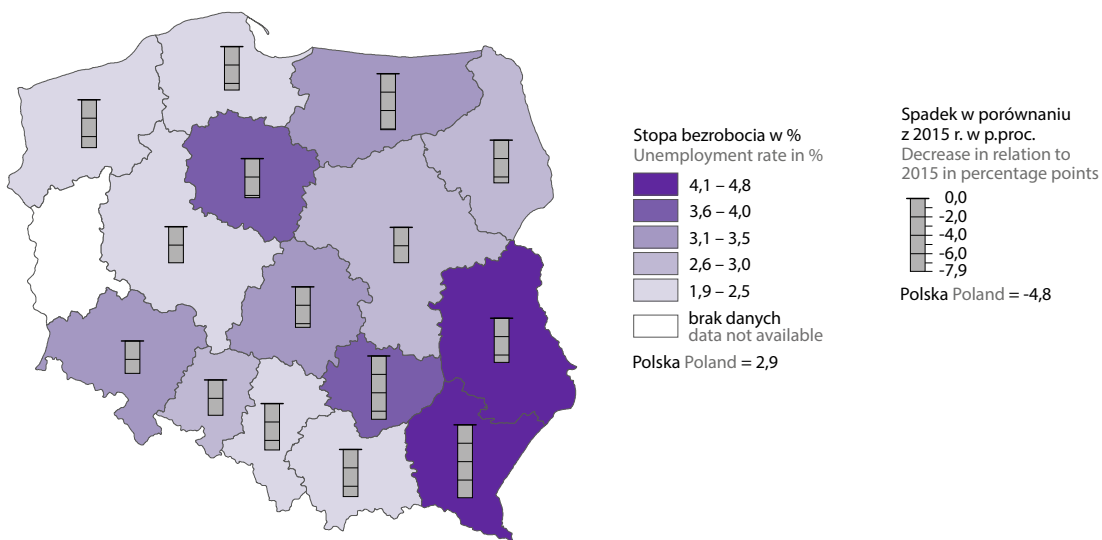 Stopa bezrobocia w %
Unemployment rate in %
4,1 – 4,8
3,6 – 4,0
3,1 – 3,5
2,6 – 3,0
1,9 – 2,5
brak danych
data not available
Polska Poland = 2,9
Spadek w porównaniu
z 2015 r. w p.proc.
Decrease in relation to
2015 in percentage points
0,0
-2,0
-4,0
-6,0
-7,9
Polska Poland = -4,8